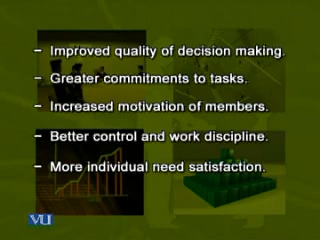 - Improved quality of decision making.
- Greater commitments to tasks.
- Increased motivation of members.
- Better control and work discipline.
- More individual need satisfaction.
VU